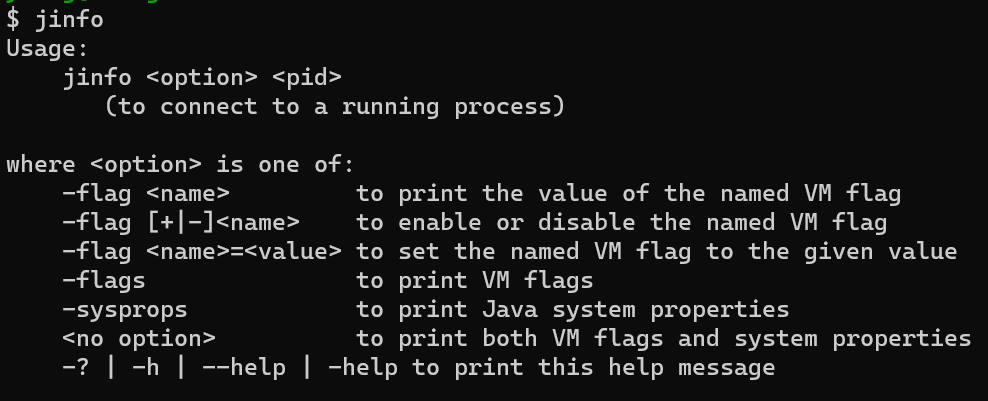 $ jinfo
Usage:
    jinfo <option> <pid>
       (to connect to a running process)

where <option> is one of:
    -flag <name>         to print the value of the named VM flag
    -flag [+|-]<name>    to enable or disable the named VM flag
    -flag <name>=<value> to set the named VM flag to the given value
    -flags               to print VM flags
    -sysprops            to print Java system properties
    <no option>          to print both VM flags and system properties
    -? | -h | --help | -help to print this help message